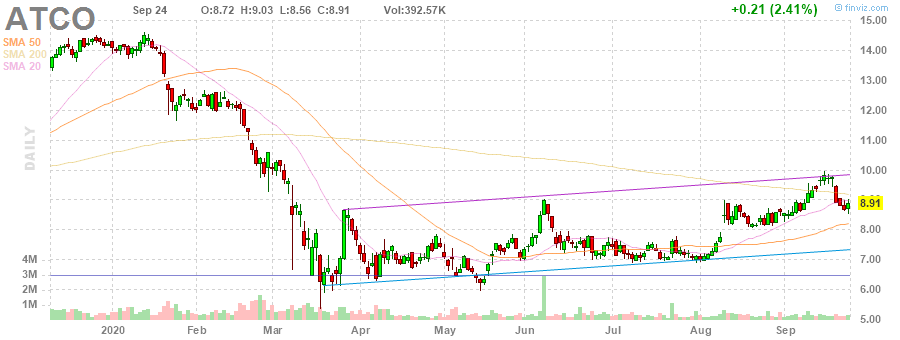 ATCO Sep 24 O:8.72 H:9.03 L:8.56 C:8.91 Vol:392.57K +0.21 (2.41%) © finviz.com
SMA 50
SMA 200
SMA 20
DAILY
15.00
14.00
13.00
12.00
11.00
10.00
9.00
8.91
8.00
7.00
6.00
5.00
4M
3M
2M
1M
2020 Feb Mar Apr May Jun Jul Aug Sep